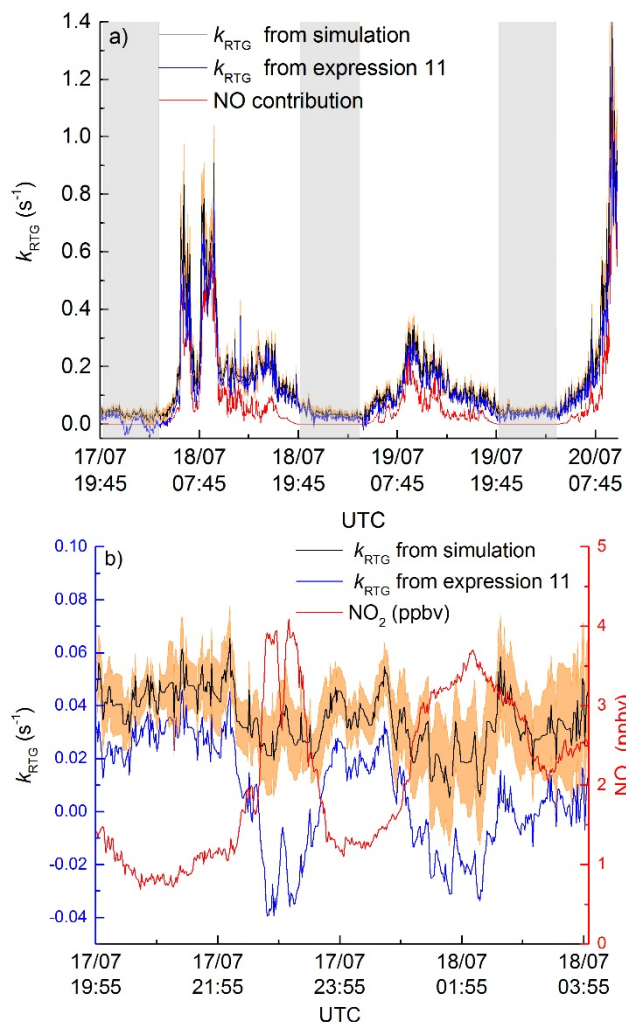 a)
k_RTG from simulation
k_RTG from expression 11
NO contribution
k_RTG (s⁻¹)
1.4
1.2
1.0
0.8
0.6
0.4
0.2
0.0
17/07 18/07 18/07 19/07 19/07 20/07
19:45 07:45 19:45 07:45 19:45 07:45
UTC
b)
k_RTG from simulation
k_RTG from expression 11
NO₂ (ppbv)
k_RTG (s⁻¹)
0.10
0.08
0.06
0.04
0.02
0.00
-0.02
-0.04
5
4
3
2
1
0
NO₂ (ppbv)
17/07 17/07 17/07 18/07 18/07
19:55 21:55 23:55 01:55 03:55
UTC